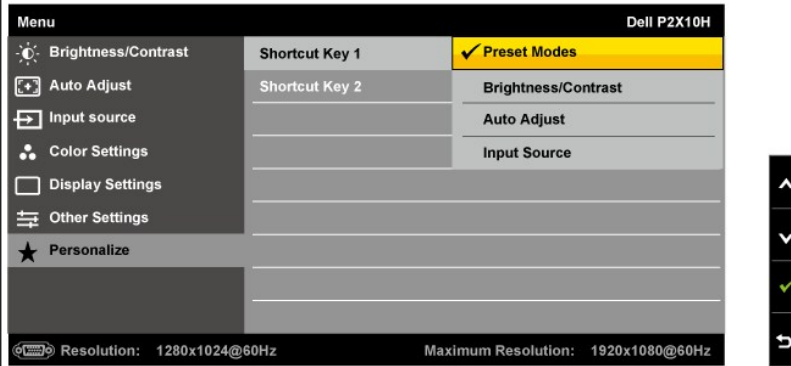 Menu Dell P2X10H
Brightness/Contrast Shortcut Key 1 Preset Modes
Auto Adjust Shortcut Key 2 Brightness/Contrast
Input source Auto Adjust
Color Settings Input Source
Display Settings
Other Settings
Personalize
Resolution: 1280x1024@60Hz Maximum Resolution: 1920x1080@60Hz